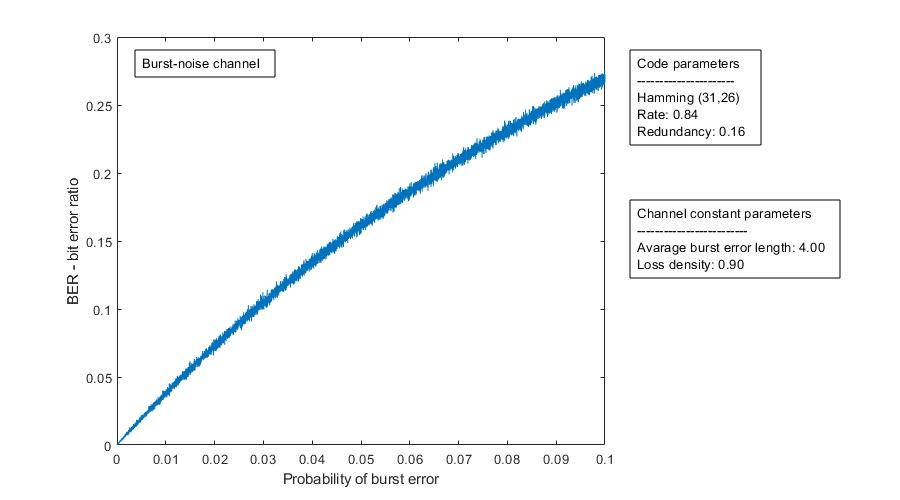 Burst-noise channel
0.3
0.25
0.2
0.15
0.1
0.05
0
BER - bit error ratio
0 0.01 0.02 0.03 0.04 0.05 0.06 0.07 0.08 0.09 0.1
Probability of burst error
Code parameters
----------------------
Hamming (31,26)
Rate: 0.84
Redundancy: 0.16
Channel constant parameters
-------------------------
Avarage burst error length: 4.00
Loss density: 0.90